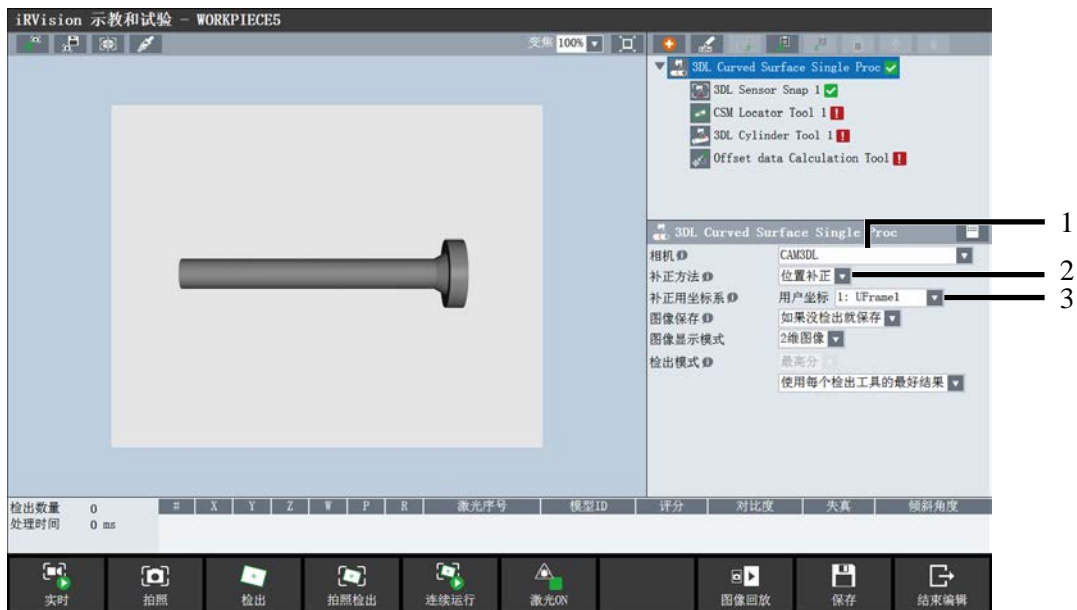 iRVision 示教和试验 - WORKPIECE5
变焦 100%
3DL Curved Surface Single Proc
3DL Sensor Snap 1
CSM Locator Tool 1
3DL Cylinder Tool 1
Offset data Calculation Tool
3DL Curved Surface Single Proc
1
相机 CAM3DL
补正方法 位置补正
2
补正用坐标系 用户坐标 1: UFrame1
3
图像保存 如果没检出就保存
图像显示模式 2维图像
检出模式 最高分
使用每个检出工具的最好结果
检出数量 0
# X Y Z W P R 激光序号 模型ID 评分 对比度 失真 倾斜角度
处理时间 0 ms
实时 拍照 检出 拍照检出 连续运行 激光ON 图像回放 保存 结束编辑